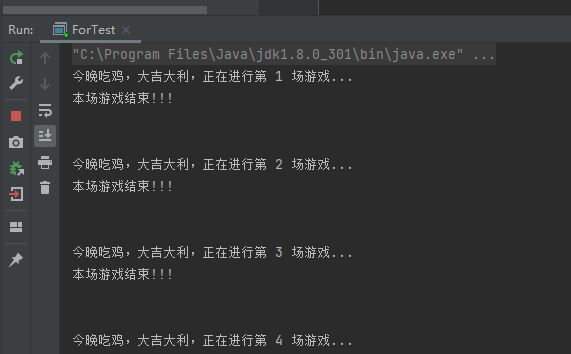 Run: ForTest
"C:\Program Files\Java\jdk1.8.0_301\bin\java.exe" ...
今晚吃鸡,大吉大利,正在进行第 1 场游戏...
本场游戏结束!!!
今晚吃鸡,大吉大利,正在进行第 2 场游戏...
本场游戏结束!!!
今晚吃鸡,大吉大利,正在进行第 3 场游戏...
本场游戏结束!!!
今晚吃鸡,大吉大利,正在进行第 4 场游戏...